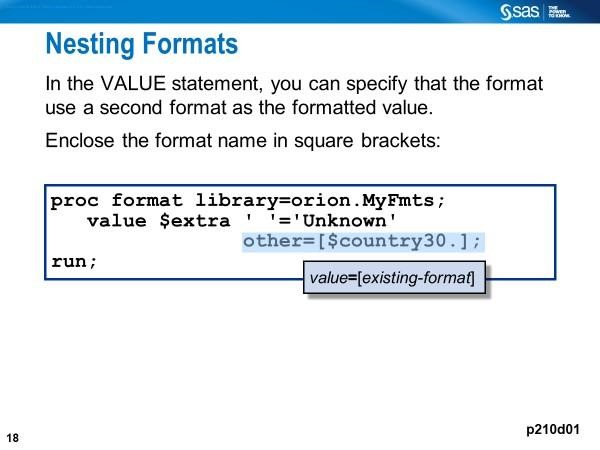 sas THE POWER TO KNOW.
Nesting Formats
In the VALUE statement, you can specify that the format
use a second format as the formatted value.
Enclose the format name in square brackets:
proc format library=orion.MyFmts;
value $extra ' '='Unknown'
other=[$country30.];
run;
value=[existing-format]
18
p210d01